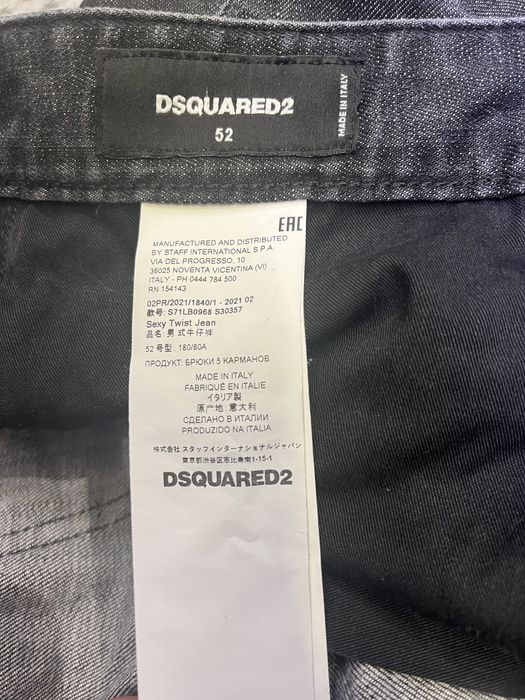 DSQUARED2
52
MADE IN ITALY
EAC
MANUFACTURED AND DISTRIBUTED
BY STAFF INTERNATIONAL S.P.A.
VIA DEL PROGRESSO, 10
36025 NOVENTA VICENTINA (VI)
ITALY - PH 0444 784 500
RN 154143
02PR/2021/1840/1 - 2021 02
款号: S71LB0968 S30357
Sexy Twist Jean
品名: 男式牛仔裤
52 号型: 180/80A
ПРОДУКТ: БРЮКИ 5 КАРМАНОВ
MADE IN ITALY
FABRIQUÉ EN ITALIE
イタリア製
原产地: 意大利
СДЕЛАНО В ИТАЛИИ
PRODUZIDO NA ITALIA
株式会社 スタッフインターナショナルジャパン
東京都渋谷区恵比寿南1-15-1
DSQUARED2